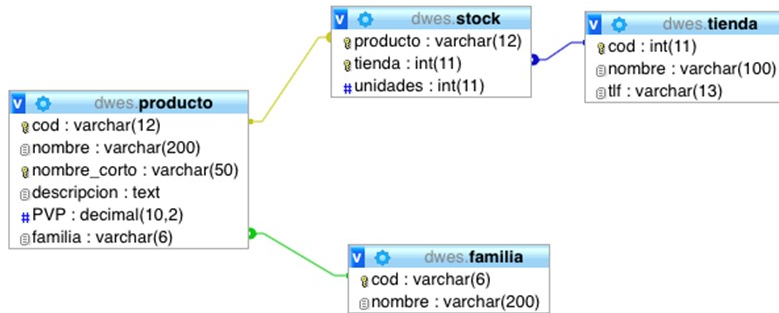 dwes.stock
producto : varchar(12)
tienda : int(11)
unidades : int(11)
dwes.tienda
cod : int(11)
nombre : varchar(100)
tlf : varchar(13)
dwes.producto
cod : varchar(12)
nombre : varchar(200)
nombre_corto : varchar(50)
descripcion : text
PVP : decimal(10,2)
familia : varchar(6)
dwes.familia
cod : varchar(6)
nombre : varchar(200)